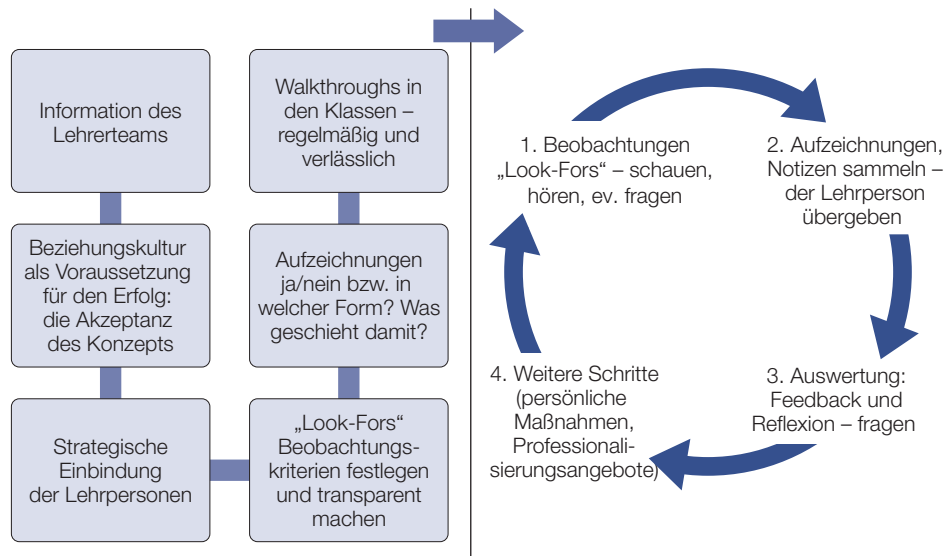 Information des
Lehrerteams
Beziehungskultur
als Voraussetzung
für den Erfolg:
die Akzeptanz
des Konzepts
Strategische
Einbindung
der Lehrpersonen
„Look-Fors“
Beobachtungs-
kriterien festlegen
und transparent
machen
Aufzeichnungen
ja/nein bzw. in
welcher Form? Was
geschieht damit?
Walkthroughs in
den Klassen –
regelmäßig und
verlässlich
1. Beobachtungen
„Look-Fors“ – schauen,
hören, ev. fragen
2. Aufzeichnungen,
Notizen sammeln –
der Lehrperson
übergeben
3. Auswertung:
Feedback und
Reflexion – fragen
4. Weitere Schritte
(persönliche
Maßnahmen,
Professionali-
sierungsangebote)